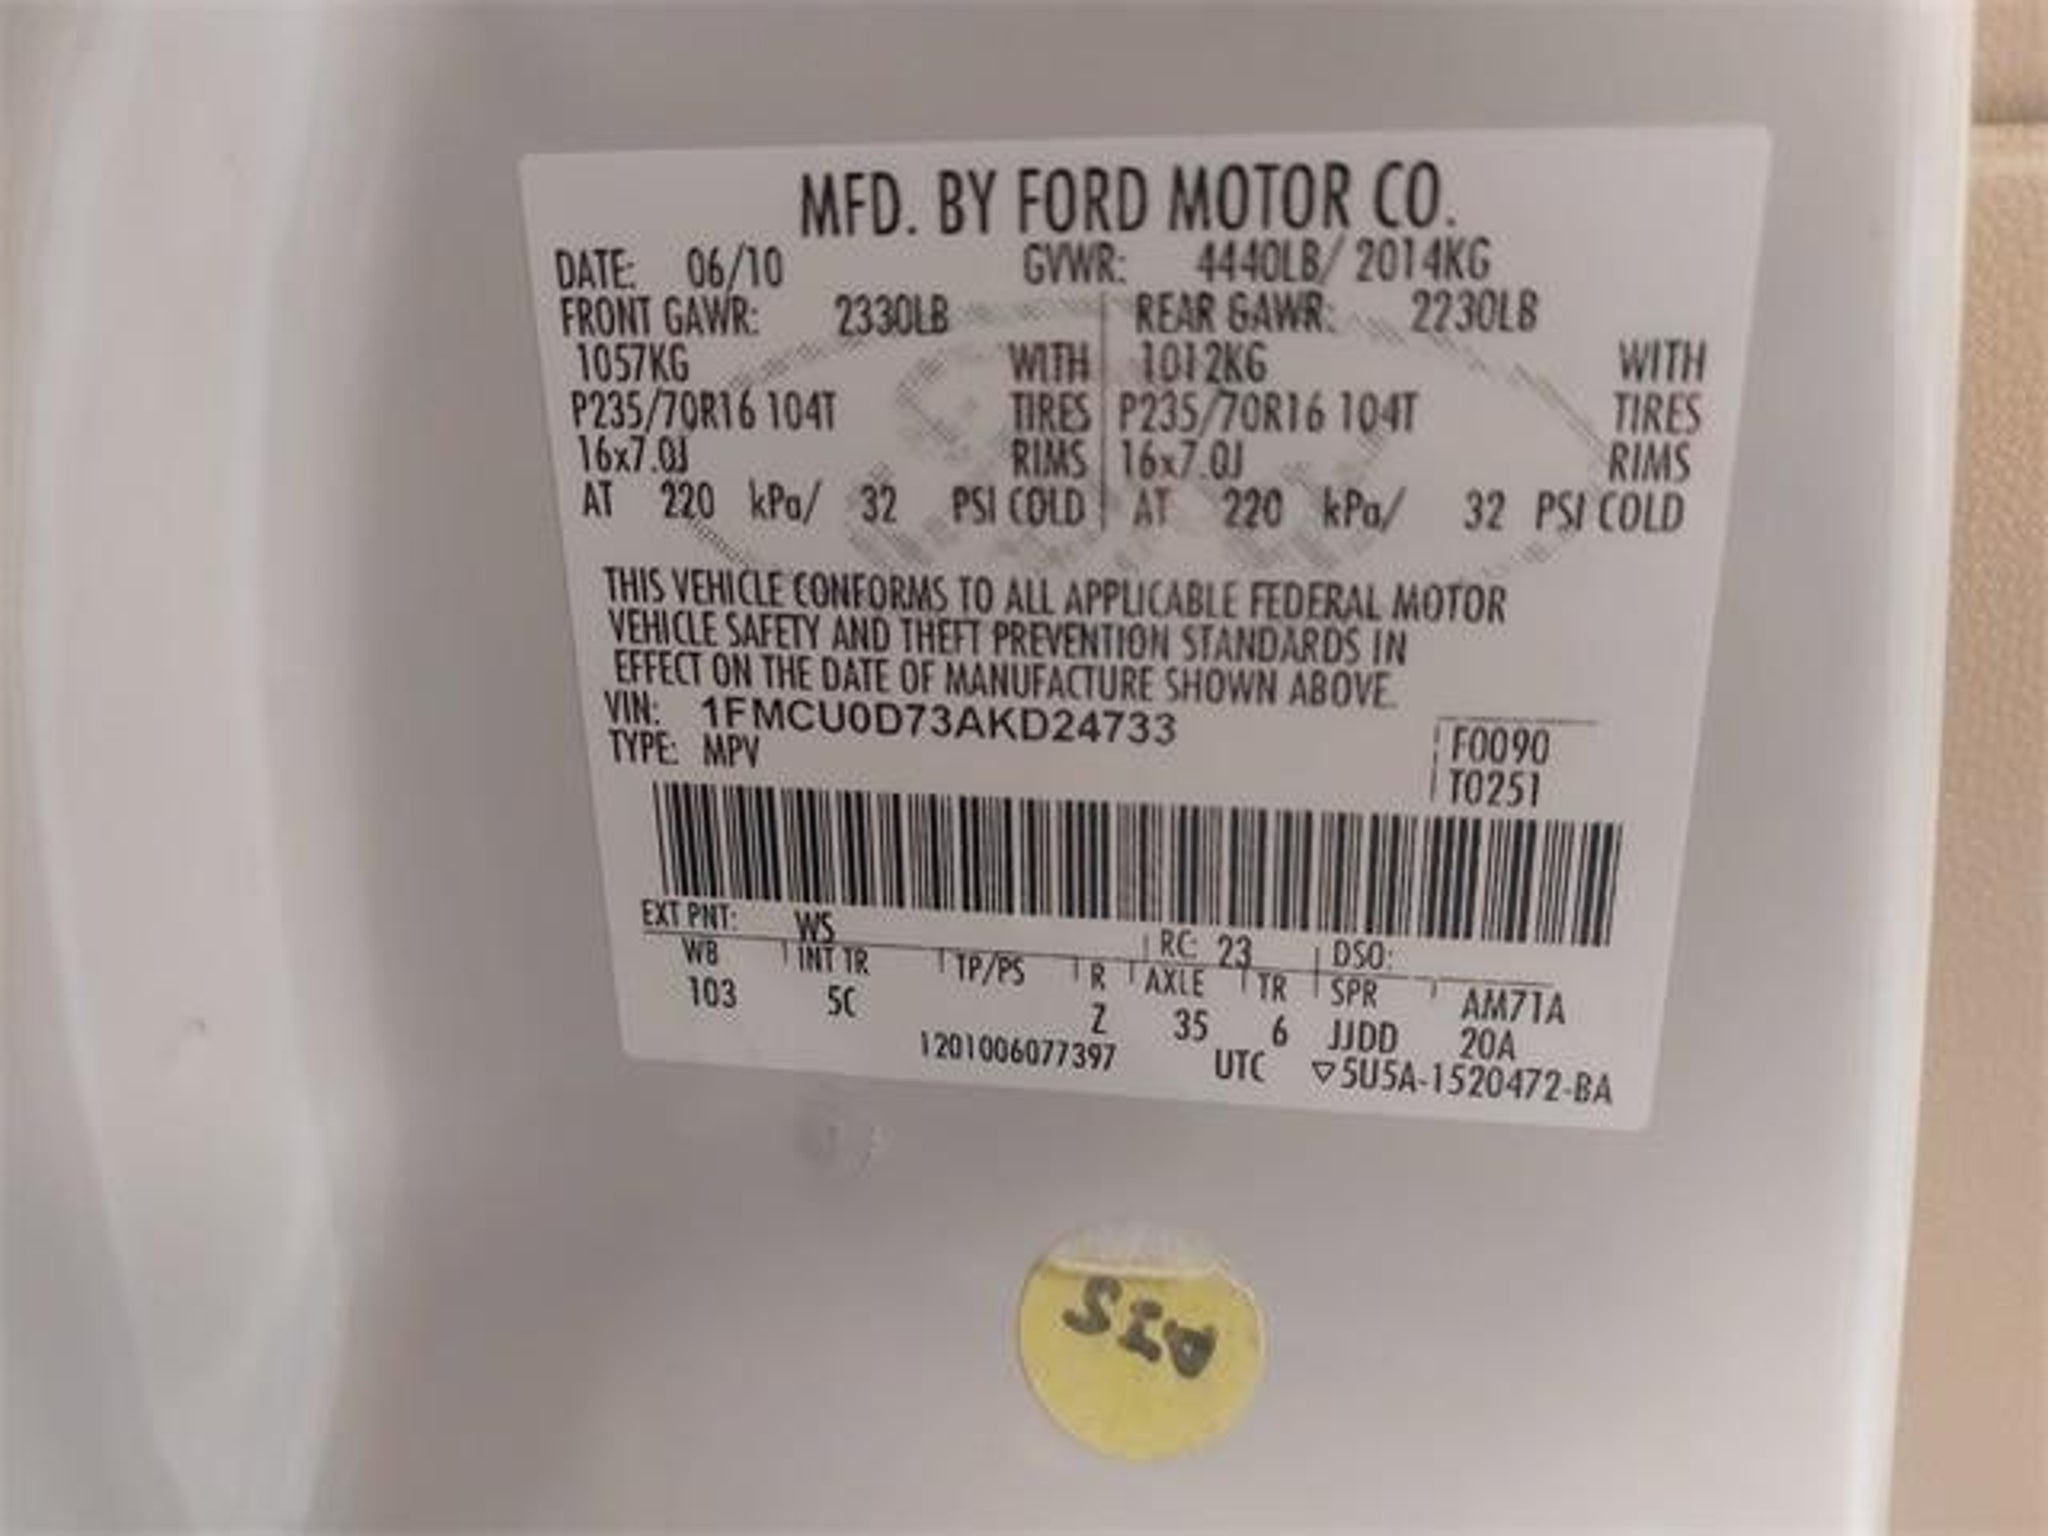 MFD. BY FORD MOTOR CO.
DATE: 06/10 GVWR: 4440LB/ 2014KG
FRONT GAWR: 2330LB REAR GAWR: 2230LB
1057KG WITH 1012KG WITH
P235/70R16 104T TIRES P235/70R16 104T TIRES
16x7.0J RIMS 16x7.0J RIMS
AT 220 kPa/ 32 PSI COLD AT 220 kPa/ 32 PSI COLD
THIS VEHICLE CONFORMS TO ALL APPLICABLE FEDERAL MOTOR
VEHICLE SAFETY AND THEFT PREVENTION STANDARDS IN
EFFECT ON THE DATE OF MANUFACTURE SHOWN ABOVE.
VIN: 1FMCU0D73AKD24733
TYPE: MPV F0090
T0251
EXT PNT: WS RC: 23 DSO:
WB INT TR TP/PS R AXLE TR SPR AM71A
103 5C Z 35 6 JJDD 20A
1201006077397 UTC ▽5U5A-1520472-BA